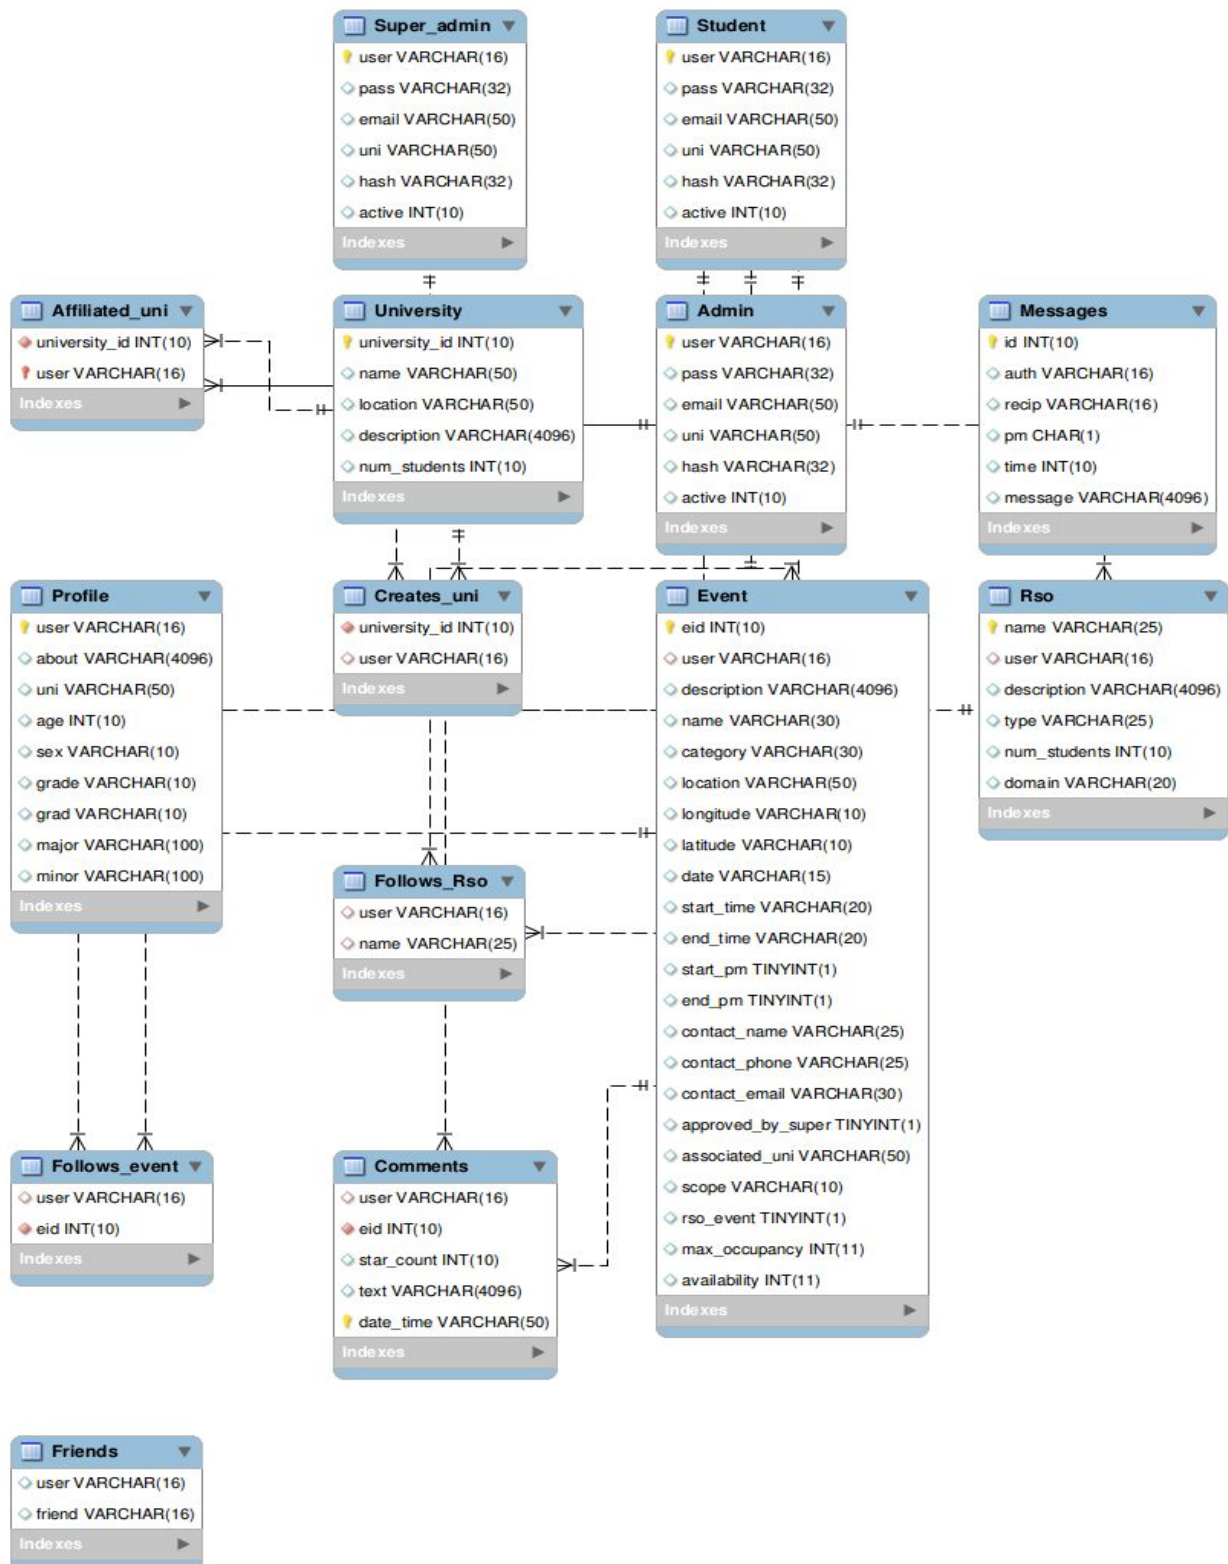 Super_admin
user VARCHAR(16)
pass VARCHAR(32)
email VARCHAR(50)
uni VARCHAR(50)
hash VARCHAR(32)
active INT(10)
Indexes
Student
user VARCHAR(16)
pass VARCHAR(32)
email VARCHAR(50)
uni VARCHAR(50)
hash VARCHAR(32)
active INT(10)
Indexes
Affiliated_uni
university_id INT(10)
user VARCHAR(16)
Indexes
University
university_id INT(10)
name VARCHAR(50)
location VARCHAR(50)
description VARCHAR(4096)
num_students INT(10)
Indexes
Admin
user VARCHAR(16)
pass VARCHAR(32)
email VARCHAR(50)
uni VARCHAR(50)
hash VARCHAR(32)
active INT(10)
Indexes
Messages
id INT(10)
auth VARCHAR(16)
recip VARCHAR(16)
pm CHAR(1)
time INT(10)
message VARCHAR(4096)
Indexes
Profile
user VARCHAR(16)
about VARCHAR(4096)
uni VARCHAR(50)
age INT(10)
sex VARCHAR(10)
grade VARCHAR(10)
grad VARCHAR(10)
major VARCHAR(100)
minor VARCHAR(100)
Indexes
Creates_uni
university_id INT(10)
user VARCHAR(16)
Indexes
Event
eid INT(10)
user VARCHAR(16)
description VARCHAR(4096)
name VARCHAR(30)
category VARCHAR(30)
location VARCHAR(50)
longitude VARCHAR(10)
latitude VARCHAR(10)
date VARCHAR(15)
start_time VARCHAR(20)
end_time VARCHAR(20)
start_pm TINYINT(1)
end_pm TINYINT(1)
contact_name VARCHAR(25)
contact_phone VARCHAR(25)
contact_email VARCHAR(30)
approved_by_super TINYINT(1)
associated_uni VARCHAR(50)
scope VARCHAR(10)
rso_event TINYINT(1)
max_occupancy INT(11)
availability INT(11)
Indexes
Rso
name VARCHAR(25)
user VARCHAR(16)
description VARCHAR(4096)
type VARCHAR(25)
num_students INT(10)
domain VARCHAR(20)
Indexes
Follows_Rso
user VARCHAR(16)
name VARCHAR(25)
Indexes
Follows_event
user VARCHAR(16)
eid INT(10)
Indexes
Comments
user VARCHAR(16)
eid INT(10)
star_count INT(10)
text VARCHAR(4096)
date_time VARCHAR(50)
Indexes
Friends
user VARCHAR(16)
friend VARCHAR(16)
Indexes